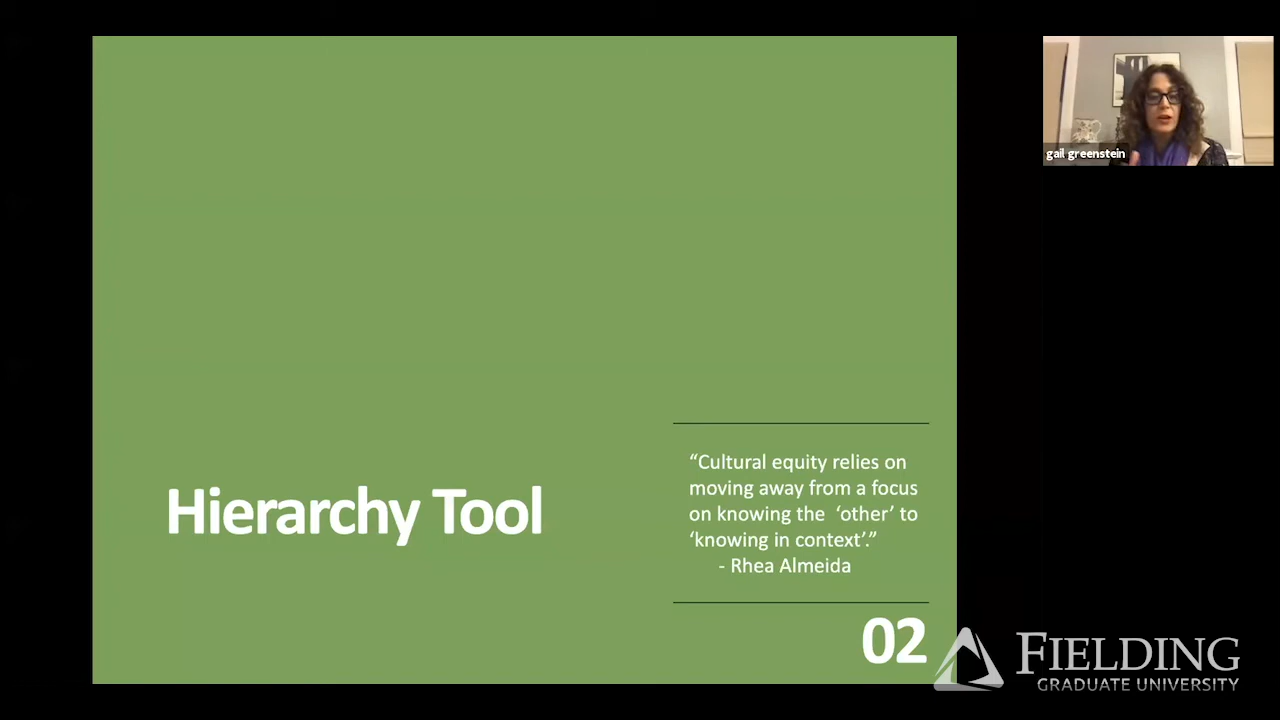 gail greenstein
Hierarchy Tool
“Cultural equity relies on
moving away from a focus
on knowing the ‘other’ to
‘knowing in context’.”
- Rhea Almeida
02
FIELDING
GRADUATE UNIVERSITY